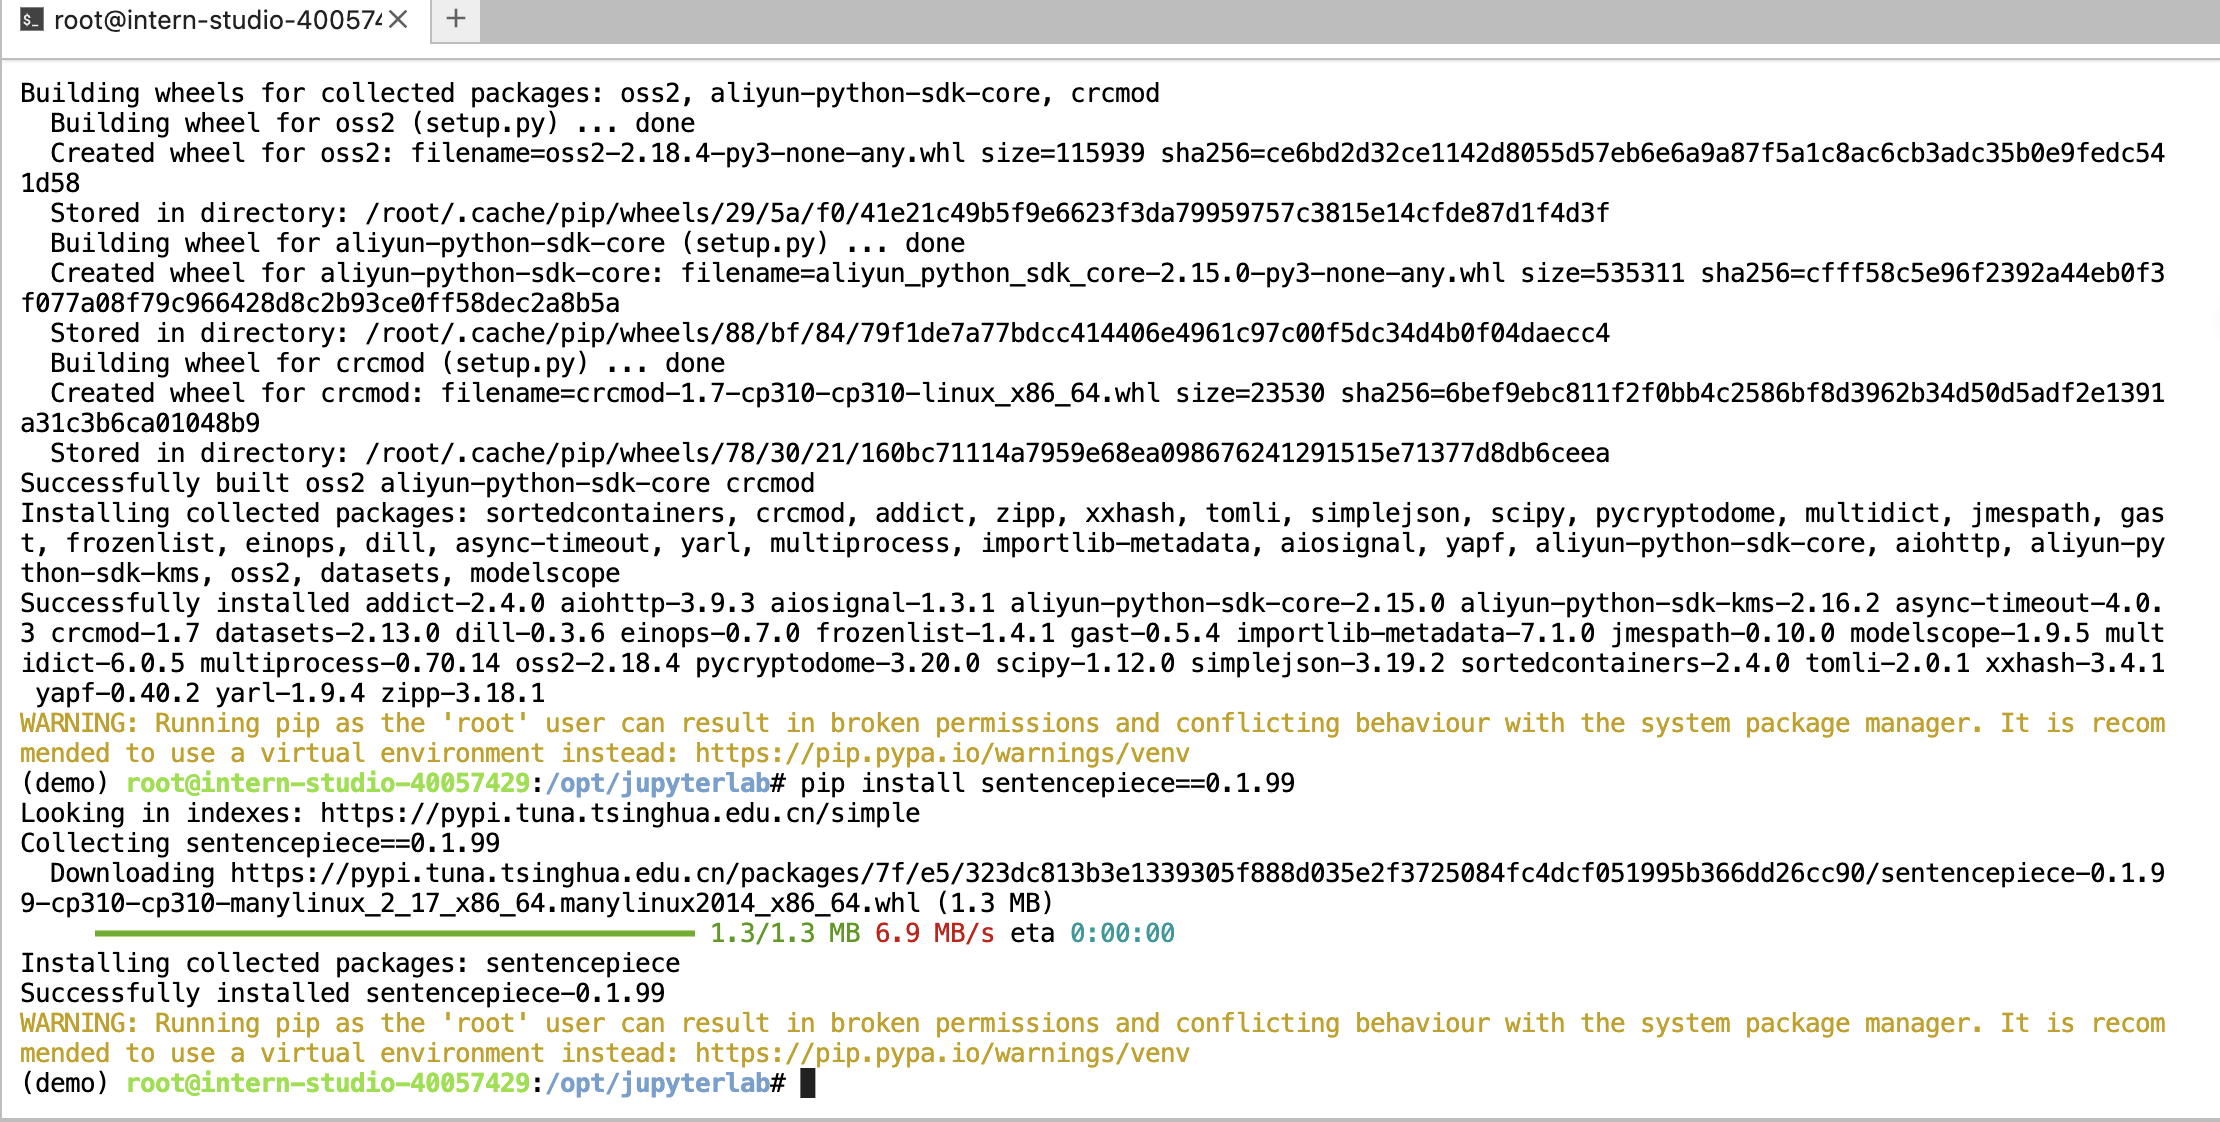 root@intern-studio-40057
Building wheels for collected packages: oss2, aliyun-python-sdk-core, crcmod
  Building wheel for oss2 (setup.py) ... done
  Created wheel for oss2: filename=oss2-2.18.4-py3-none-any.whl size=115939 sha256=ce6bd2d32ce1142d8055d57eb6e6a9a87f5a1c8ac6cb3adc35b0e9fedc54
1d58
  Stored in directory: /root/.cache/pip/wheels/29/5a/f0/41e21c49b5f9e6623f3da79959757c3815e14cfde87d1f4d3f
  Building wheel for aliyun-python-sdk-core (setup.py) ... done
  Created wheel for aliyun-python-sdk-core: filename=aliyun_python_sdk_core-2.15.0-py3-none-any.whl size=535311 sha256=cfff58c5e96f2392a44eb0f3
f077a08f79c966428d8c2b93ce0ff58dec2a8b5a
  Stored in directory: /root/.cache/pip/wheels/88/bf/84/79f1de7a77bdcc414406e4961c97c00f5dc34d4b0f04daecc4
  Building wheel for crcmod (setup.py) ... done
  Created wheel for crcmod: filename=crcmod-1.7-cp310-cp310-linux_x86_64.whl size=23530 sha256=6bef9ebc811f2f0bb4c2586bf8d3962b34d50d5adf2e1391
a31c3b6ca01048b9
  Stored in directory: /root/.cache/pip/wheels/78/30/21/160bc71114a7959e68ea098676241291515e71377d8db6ceea
Successfully built oss2 aliyun-python-sdk-core crcmod
Installing collected packages: sortedcontainers, crcmod, addict, zipp, xxhash, tomli, simplejson, scipy, pycryptodome, multidict, jmespath, gas
t, frozenlist, einops, dill, async-timeout, yarl, multiprocess, importlib-metadata, aiosignal, yapf, aliyun-python-sdk-core, aiohttp, aliyun-py
thon-sdk-kms, oss2, datasets, modelscope
Successfully installed addict-2.4.0 aiohttp-3.9.3 aiosignal-1.3.1 aliyun-python-sdk-core-2.15.0 aliyun-python-sdk-kms-2.16.2 async-timeout-4.0.
3 crcmod-1.7 datasets-2.13.0 dill-0.3.6 einops-0.7.0 frozenlist-1.4.1 gast-0.5.4 importlib-metadata-7.1.0 jmespath-0.10.0 modelscope-1.9.5 mult
idict-6.0.5 multiprocess-0.70.14 oss2-2.18.4 pycryptodome-3.20.0 scipy-1.12.0 simplejson-3.19.2 sortedcontainers-2.4.0 tomli-2.0.1 xxhash-3.4.1
 yapf-0.40.2 yarl-1.9.4 zipp-3.18.1
WARNING: Running pip as the 'root' user can result in broken permissions and conflicting behaviour with the system package manager. It is recom
mended to use a virtual environment instead: https://pip.pypa.io/warnings/venv
(demo) root@intern-studio-40057429:/opt/jupyterlab# pip install sentencepiece==0.1.99
Looking in indexes: https://pypi.tuna.tsinghua.edu.cn/simple
Collecting sentencepiece==0.1.99
  Downloading https://pypi.tuna.tsinghua.edu.cn/packages/7f/e5/323dc813b3e1339305f888d035e2f3725084fc4dcf051995b366dd26cc90/sentencepiece-0.1.9
9-cp310-cp310-manylinux_2_17_x86_64.manylinux2014_x86_64.whl (1.3 MB)
1.3/1.3 MB 6.9 MB/s eta 0:00:00
Installing collected packages: sentencepiece
Successfully installed sentencepiece-0.1.99
WARNING: Running pip as the 'root' user can result in broken permissions and conflicting behaviour with the system package manager. It is recom
mended to use a virtual environment instead: https://pip.pypa.io/warnings/venv
(demo) root@intern-studio-40057429:/opt/jupyterlab#